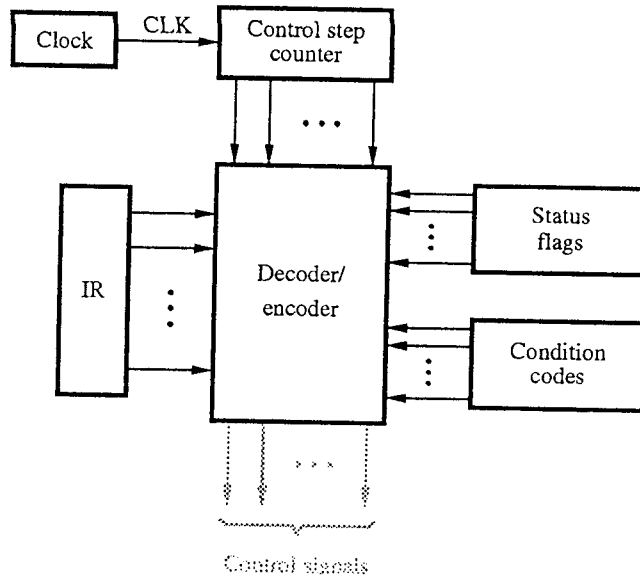 Clock
CLK
Control step
counter
IR
Decoder/
encoder
Status
flags
Condition
codes
Control signals